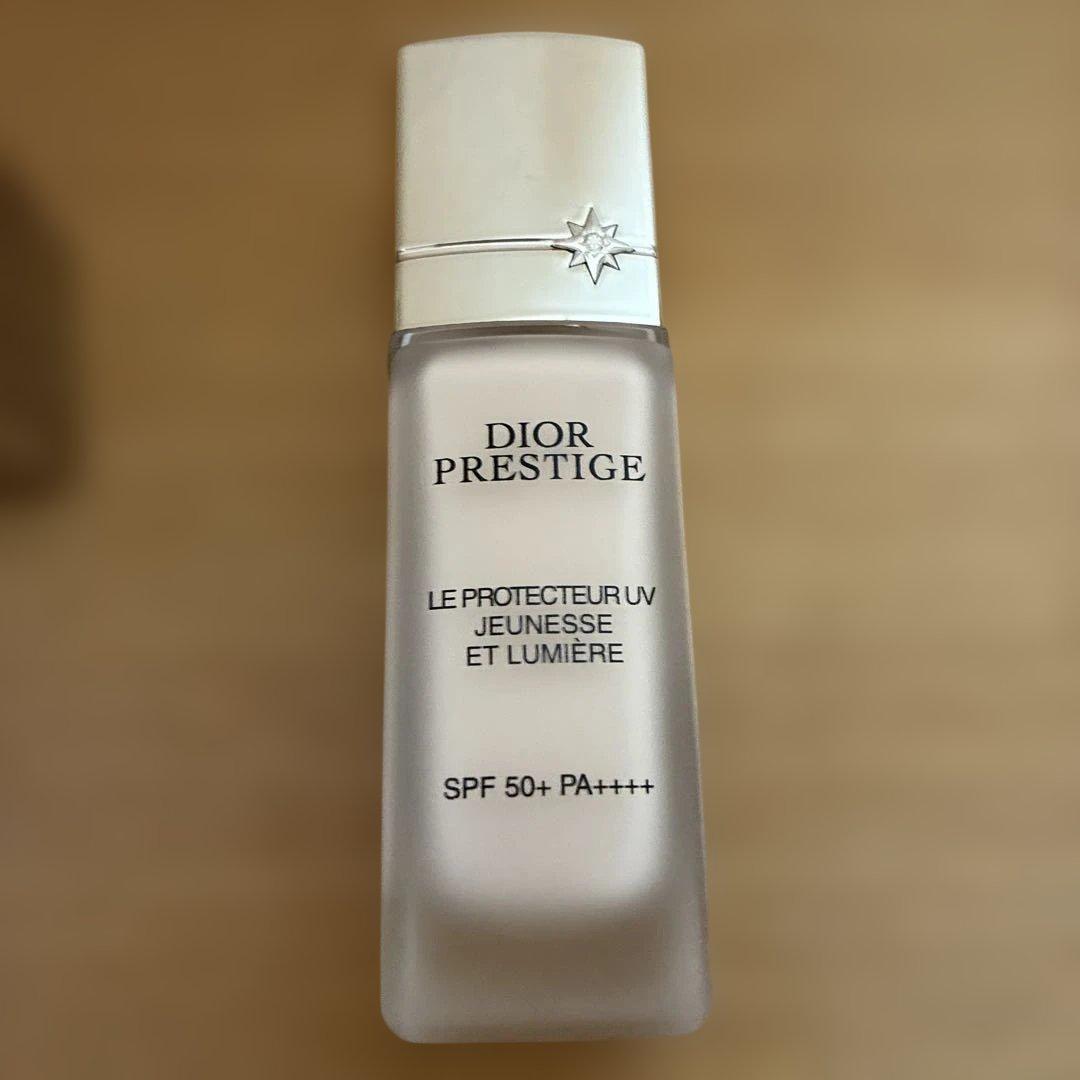 DIOR
PRESTIGE
LE PROTECTEUR UV
JEUNESSE
ET LUMIÈRE
SPF 50+ PA++++